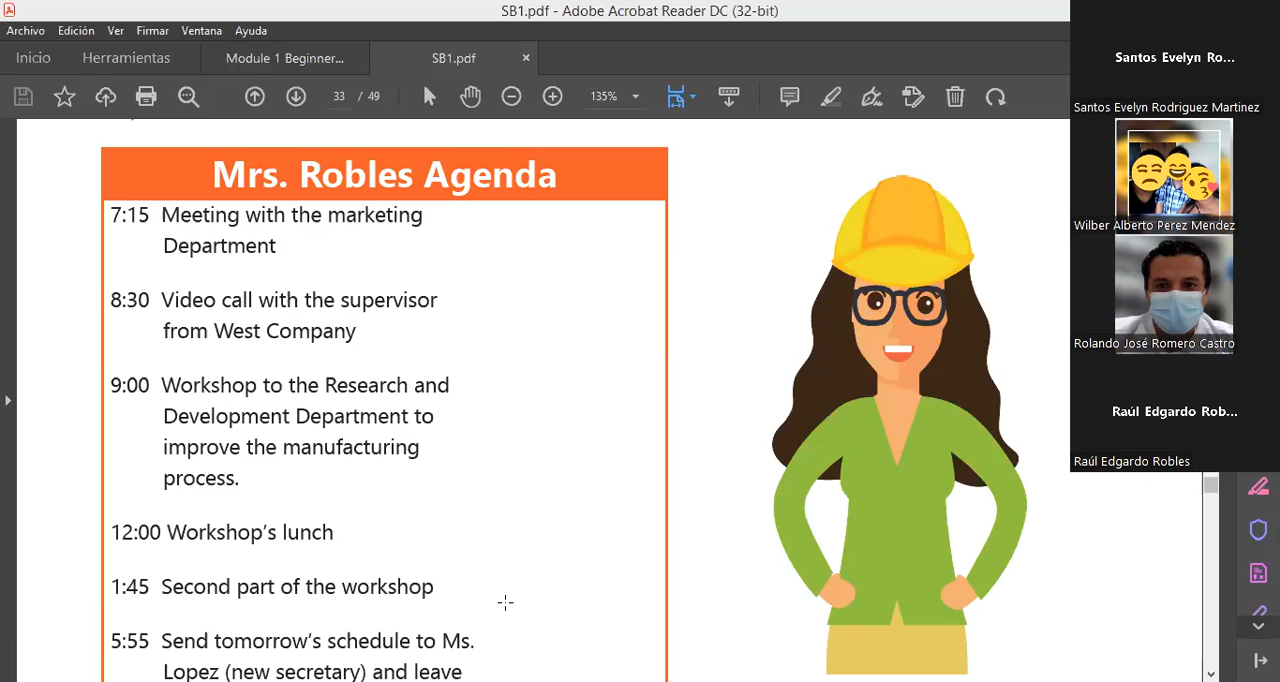 SB1.pdf - Adobe Acrobat Reader DC (32-bit)
Archivo Edición Ver Firmar Ventana Ayuda
Inicio Herramientas Module 1 Beginner... SB1.pdf ×
33 / 49 135%
Mrs. Robles Agenda
7:15 Meeting with the marketing
Department
8:30 Video call with the supervisor
from West Company
9:00 Workshop to the Research and
Development Department to
improve the manufacturing
process.
12:00 Workshop's lunch
1:45 Second part of the workshop
5:55 Send tomorrow's schedule to Ms.
Lopez (new secretary) and leave
Santos Evelyn Ro...
Santos Evelyn Rodriguez Martinez
Wilber Alberto Perez Mendez
Rolando José Romero Castro
Raúl Edgardo Rob...
Raúl Edgardo Robles